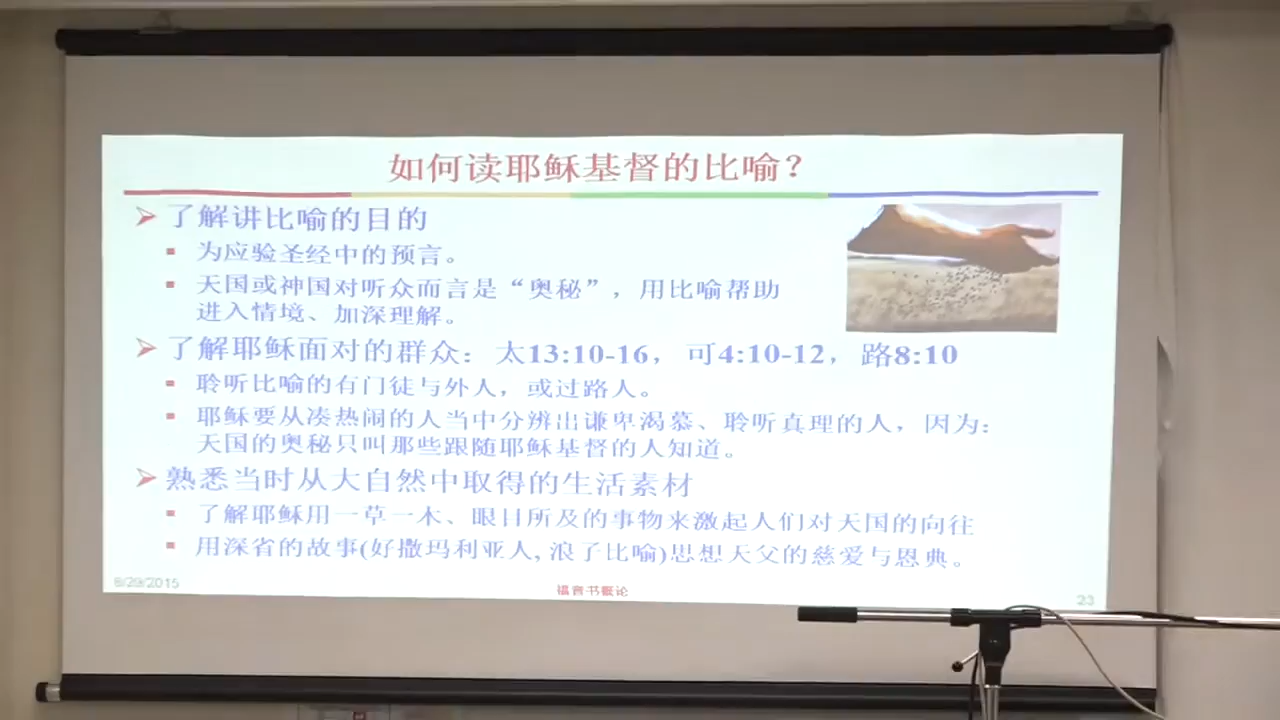 如何读耶稣基督的比喻?
了解讲比喻的目的
为应验圣经中的预言。
天国或神国对听众而言是“奥秘”，用比喻帮助
进入情境、加深理解。
了解耶稣面对的群众：太13:10-16，可4:10-12，路8:10
聆听比喻的有门徒与外人，或过路人。
耶稣要从凑热闹的人当中分辨出谦卑渴慕、聆听真理的人，因为：
天国的奥秘只叫那些跟随耶稣基督的人知道。
熟悉当时从大自然中取得的生活素材
了解耶稣用一草一木、眼目所及的事物来激起人们对天国的向往
用深省的故事(好撒玛利亚人, 浪子比喻)思想天父的慈爱与恩典。
8/29/2015
福音书概论
23